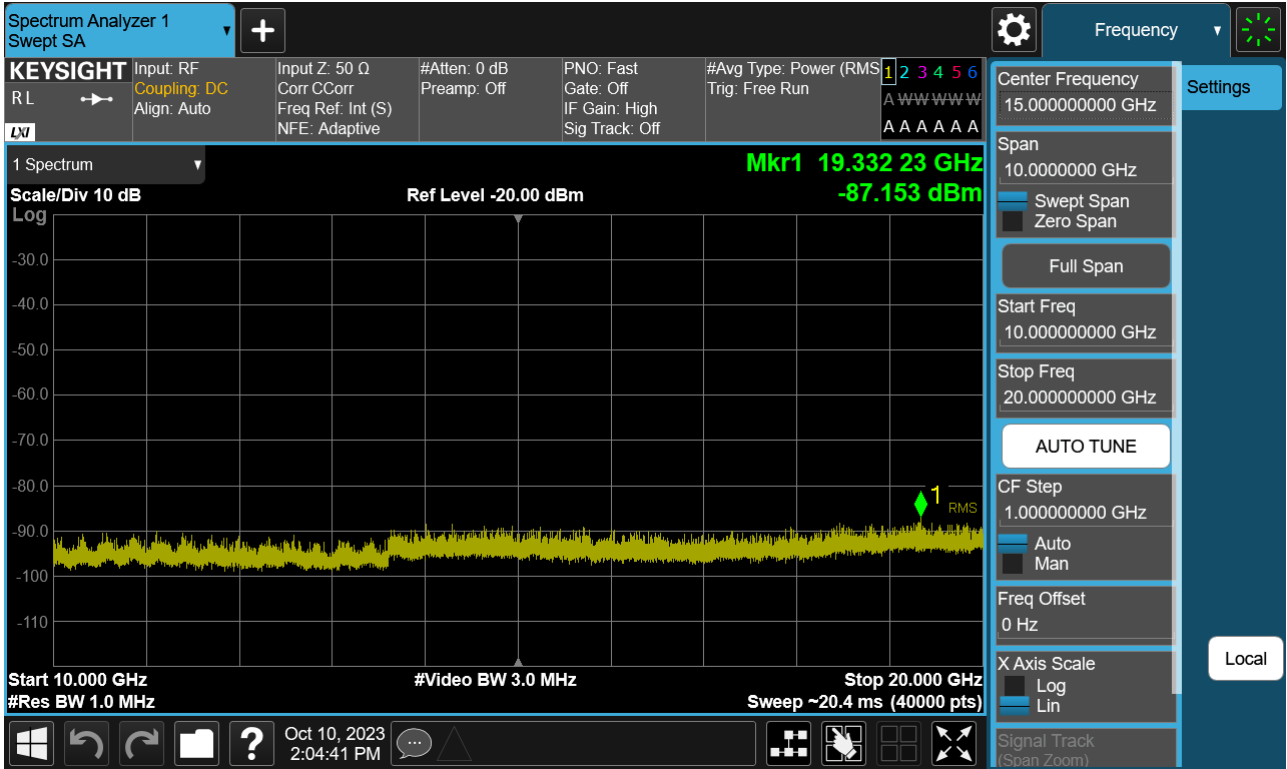 Spectrum Analyzer 1
Swept SA
Frequency
KEYSIGHT
R L
LXI
Input: RF
Coupling: DC
Align: Auto
Input Z: 50 Ω
Corr CCorr
Freq Ref: Int (S)
NFE: Adaptive
#Atten: 0 dB
Preamp: Off
PNO: Fast
Gate: Off
IF Gain: High
Sig Track: Off
#Avg Type: Power (RMS
Trig: Free Run
1 2 3 4 5 6
A W W W W W
A A A A A A
1 Spectrum
Mkr1 19.332 23 GHz
-87.153 dBm
Scale/Div 10 dB
Ref Level -20.00 dBm
Log
-30.0
-40.0
-50.0
-60.0
-70.0
-80.0
-90.0
-100
-110
1
RMS
Start 10.000 GHz
#Video BW 3.0 MHz
Stop 20.000 GHz
#Res BW 1.0 MHz
Sweep ~20.4 ms (40000 pts)
Center Frequency
15.000000000 GHz
Settings
Span
10.0000000 GHz
Swept Span
Zero Span
Full Span
Start Freq
10.000000000 GHz
Stop Freq
20.000000000 GHz
AUTO TUNE
CF Step
1.000000000 GHz
Auto
Man
Freq Offset
0 Hz
X Axis Scale
Log
Lin
Local
Signal Track
(Span Zoom)
?
Oct 10, 2023
2:04:41 PM